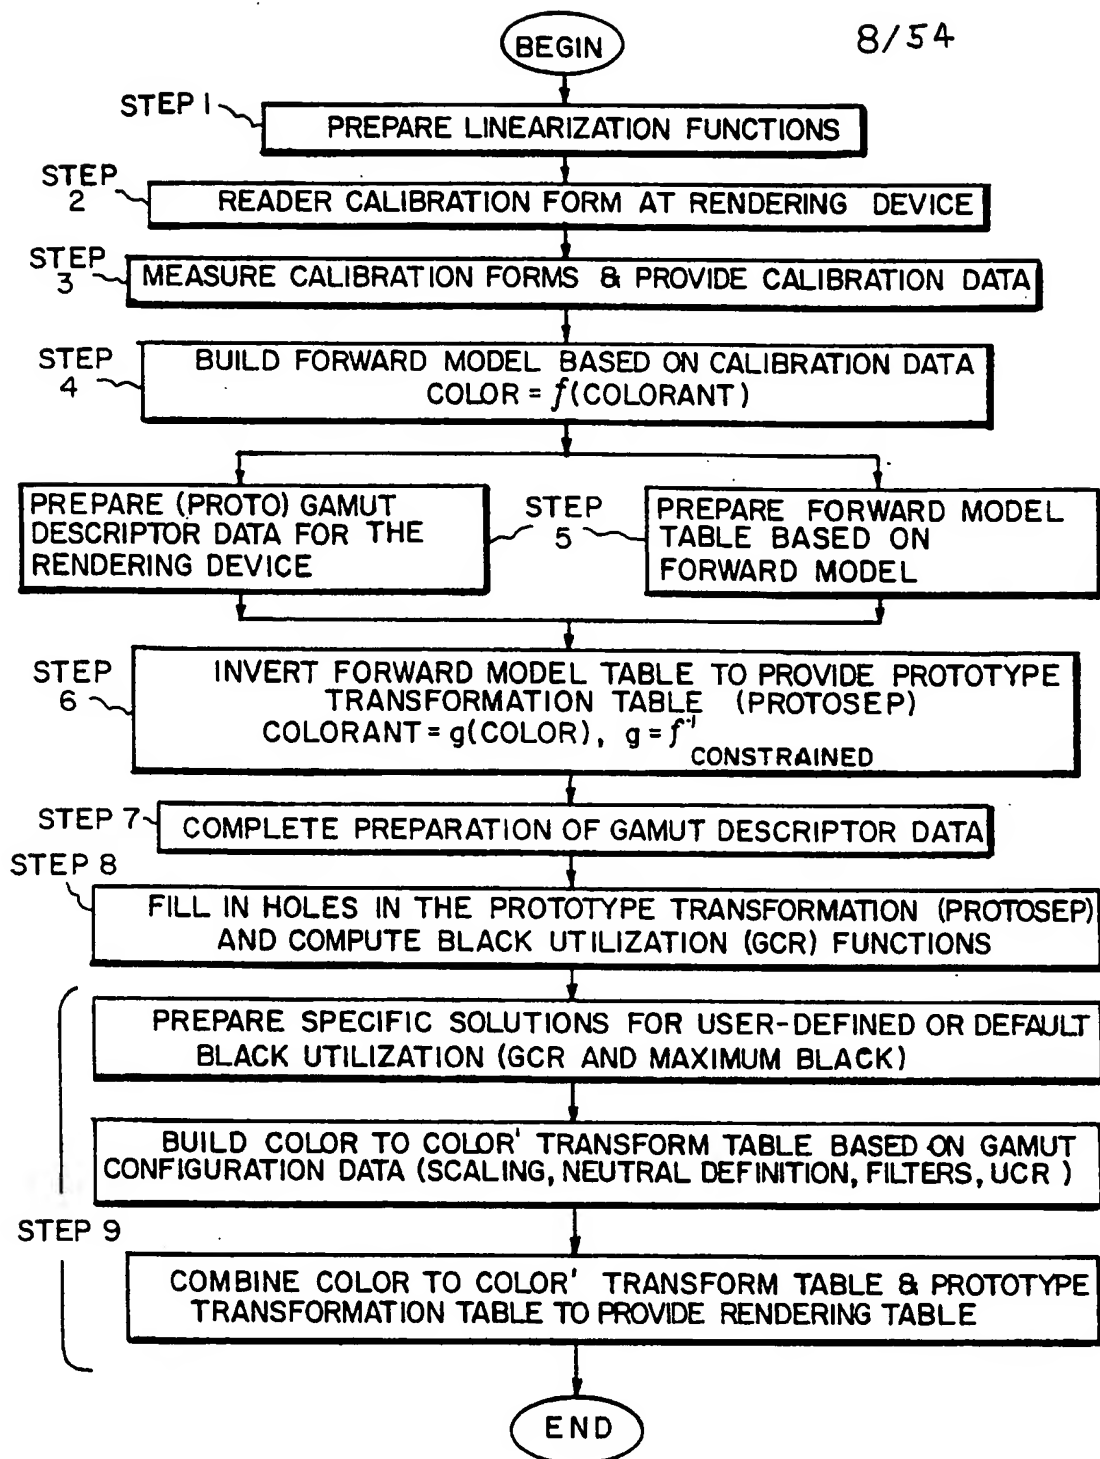 8/54
BEGIN
STEP 1
PREPARE LINEARIZATION FUNCTIONS
STEP
2
READER CALIBRATION FORM AT RENDERING DEVICE
STEP
3
MEASURE CALIBRATION FORMS & PROVIDE CALIBRATION DATA
STEP
4
BUILD FORWARD MODEL BASED ON CALIBRATION DATA
COLOR = f(COLORANT)
PREPARE (PROTO) GAMUT
DESCRIPTOR DATA FOR THE
RENDERING DEVICE
STEP
5
PREPARE FORWARD MODEL
TABLE BASED ON
FORWARD MODEL
STEP
6
INVERT FORWARD MODEL TABLE TO PROVIDE PROTOTYPE
TRANSFORMATION TABLE (PROTOSEP)
COLORANT = g(COLOR), g = f⁻¹
CONSTRAINED
STEP 7
COMPLETE PREPARATION OF GAMUT DESCRIPTOR DATA
STEP 8
FILL IN HOLES IN THE PROTOTYPE TRANSFORMATION (PROTOSEP)
AND COMPUTE BLACK UTILIZATION (GCR) FUNCTIONS
STEP 9
PREPARE SPECIFIC SOLUTIONS FOR USER-DEFINED OR DEFAULT
BLACK UTILIZATION (GCR AND MAXIMUM BLACK)
BUILD COLOR TO COLOR' TRANSFORM TABLE BASED ON GAMUT
CONFIGURATION DATA (SCALING, NEUTRAL DEFINITION, FILTERS, UCR )
COMBINE COLOR TO COLOR' TRANSFORM TABLE & PROTOTYPE
TRANSFORMATION TABLE TO PROVIDE RENDERING TABLE
END